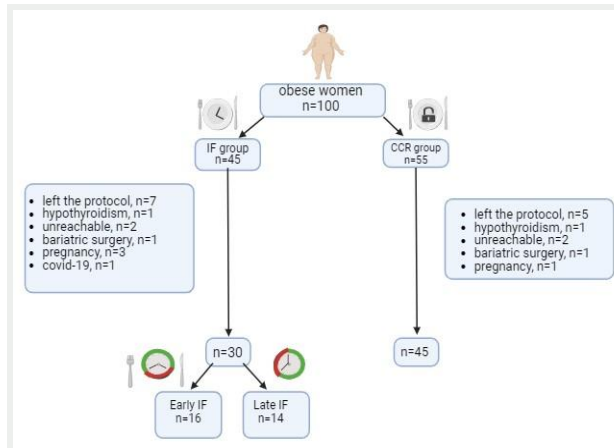 obese women
n=100
IF group
n=45
CCR group
n=55
• left the protocol, n=7
• hypothyroidism, n=1
• unreachable, n=2
• bariatric surgery, n=1
• pregnancy, n=3
• covid-19, n=1
• left the protocol, n=5
• hypothyroidism, n=1
• unreachable, n=2
• bariatric surgery, n=1
• pregnancy, n=1
n=30
n=45
Early IF
n=16
Late IF
n=14